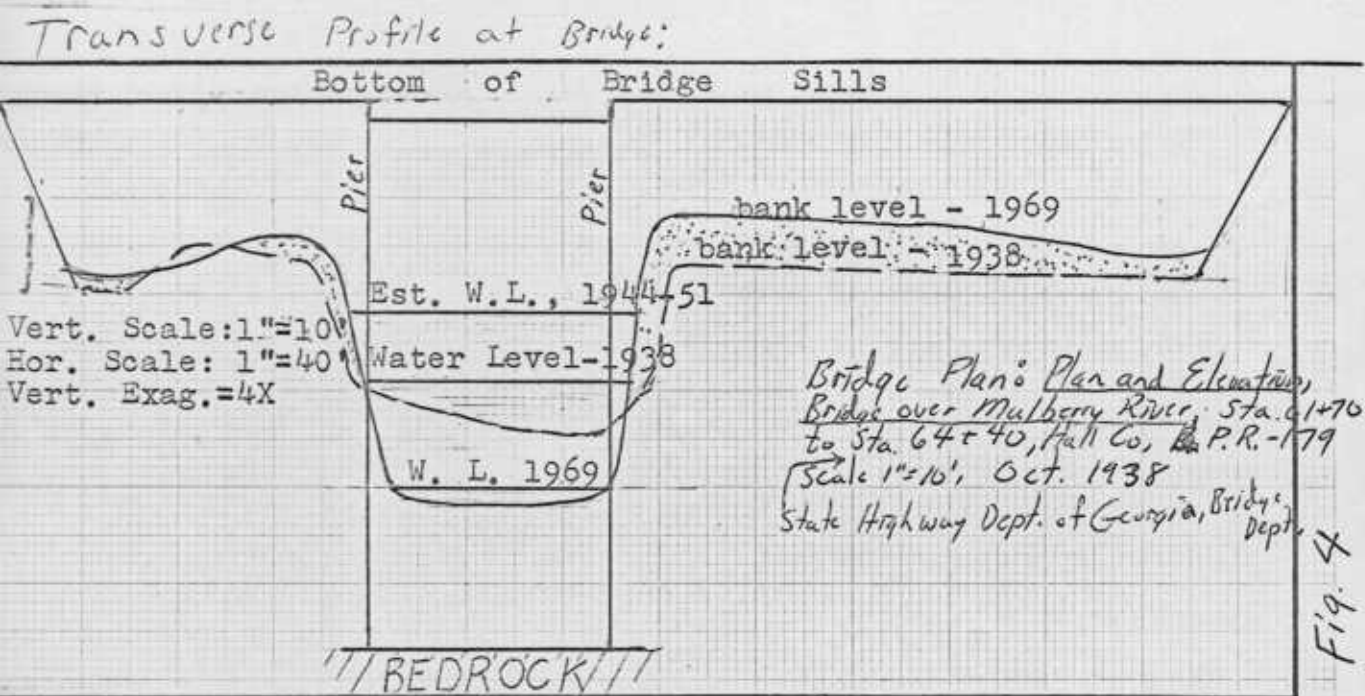 Transverse Profile at Bridge:
Bottom of Bridge Sills
Pier
Pier
bank level - 1969
bank level - 1938
Est. W.L., 1944-51
Vert. Scale:1"=10'
Hor. Scale: 1"=40'
Vert. Exag.=4X
Water Level-1938
W. L. 1969
Bridge Plan: Plan and Elevation,
Bridge over Mulberry River, Sta. 61+70
to Sta. 64+40, Hall Co, P.R.-179
Scale 1"=10', Oct. 1938
State Highway Dept. of Georgia, Bridge
Dept.
BEDROCK
Fig. 4